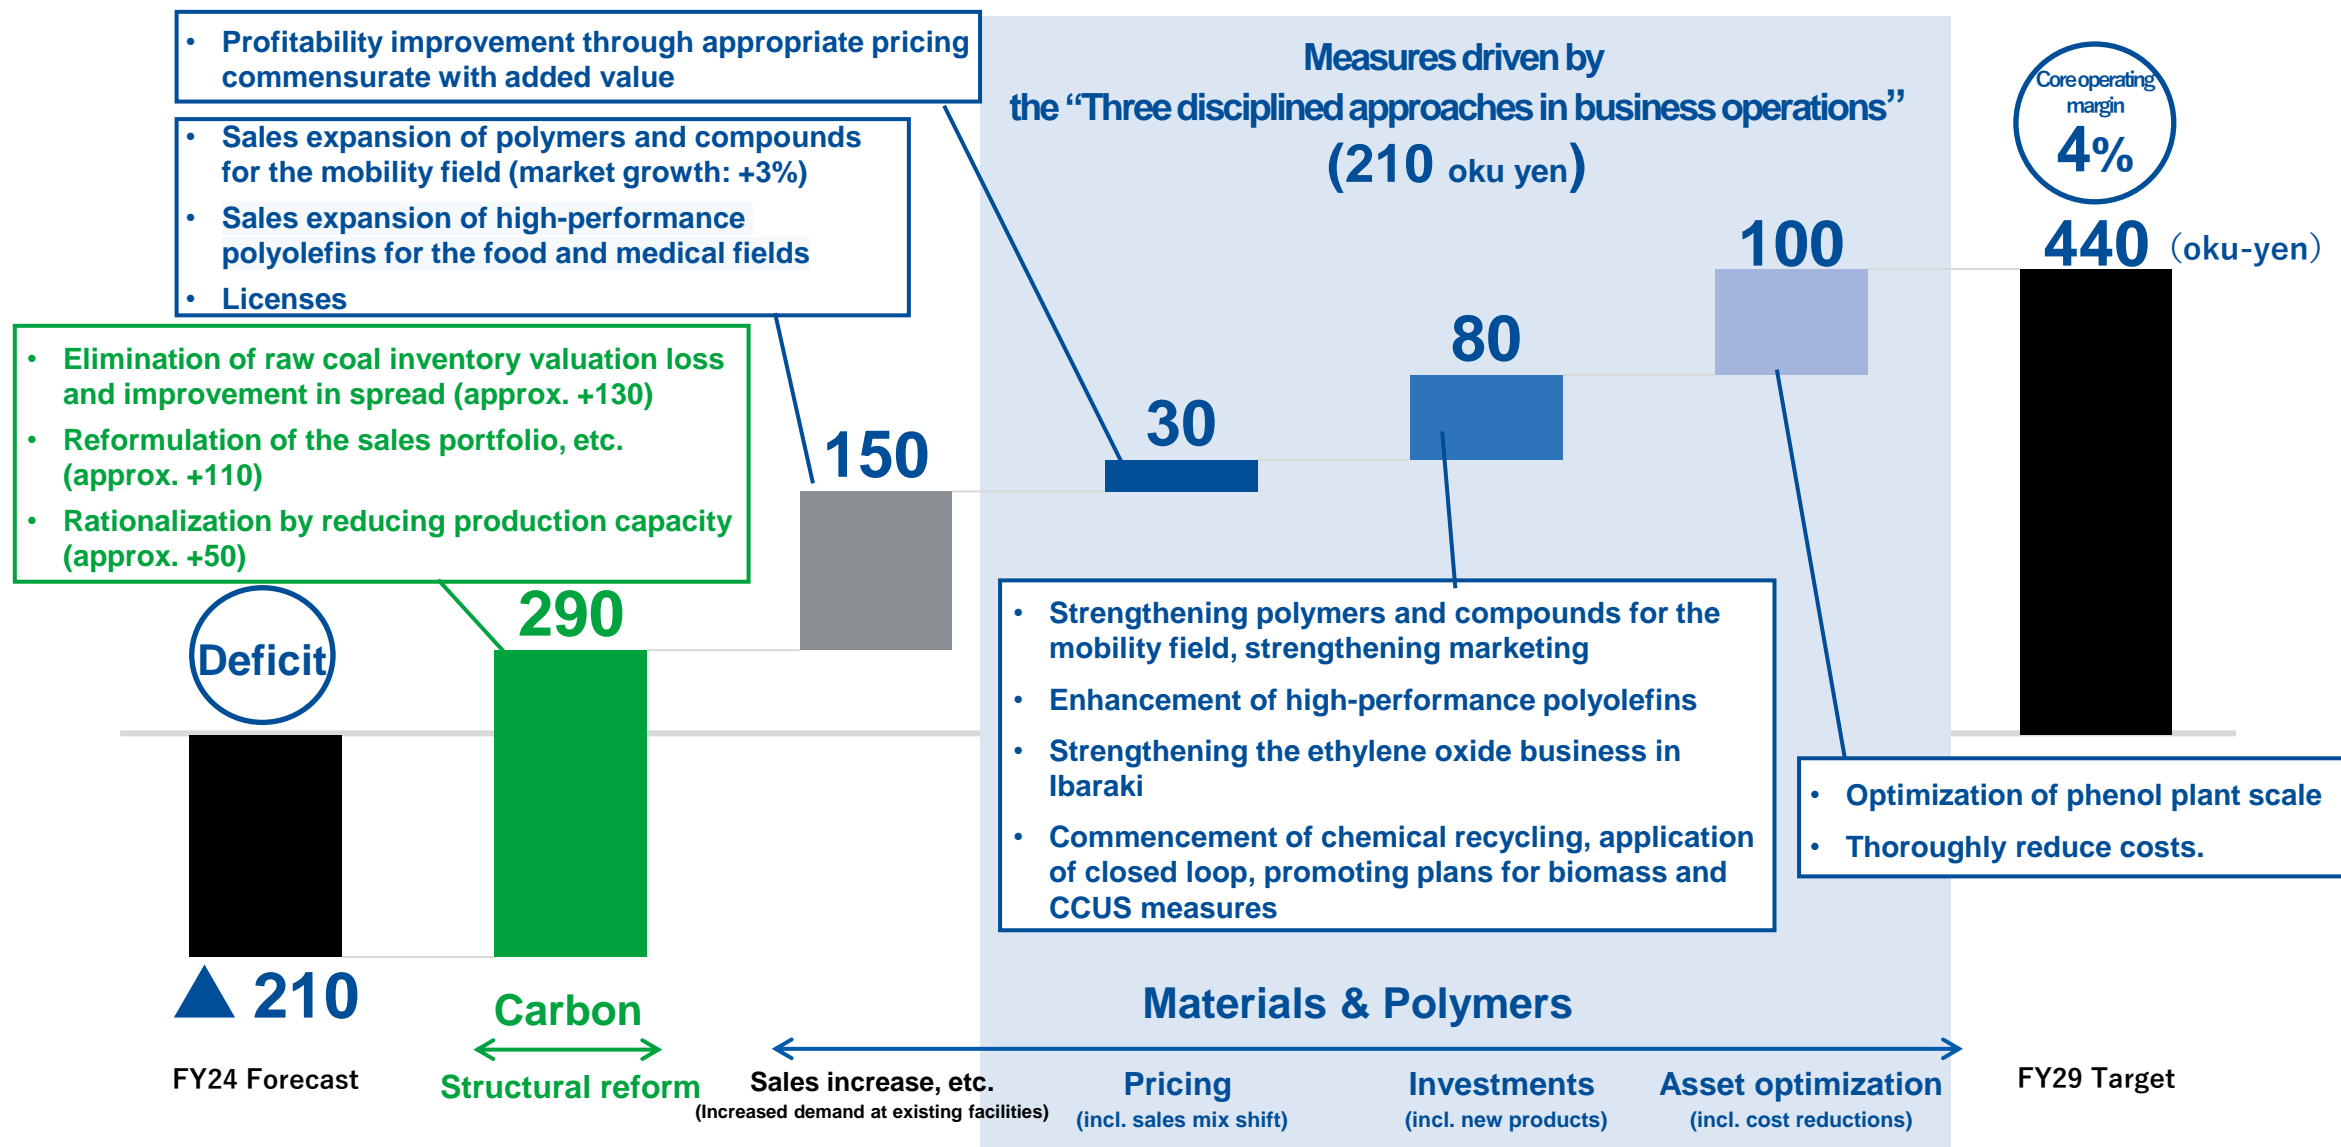 • Profitability improvement through appropriate pricing
commensurate with added value
• Sales expansion of polymers and compounds
for the mobility field (market growth: +3%)
• Sales expansion of high-performance
polyolefins for the food and medical fields
• Licenses
• Elimination of raw coal inventory valuation loss
and improvement in spread (approx. +130)
• Reformulation of the sales portfolio, etc.
(approx. +110)
• Rationalization by reducing production capacity
(approx. +50)
Measures driven by
the “Three disciplined approaches in business operations”
(210 oku yen)
Core operating
margin
4%
440 (oku-yen)
100
80
30
150
290
Deficit
▲ 210
• Strengthening polymers and compounds for the
mobility field, strengthening marketing
• Enhancement of high-performance polyolefins
• Strengthening the ethylene oxide business in
Ibaraki
• Commencement of chemical recycling, application
of closed loop, promoting plans for biomass and
CCUS measures
• Optimization of phenol plant scale
• Thoroughly reduce costs.
Carbon
Materials & Polymers
FY24 Forecast
Structural reform
Sales increase, etc.
(Increased demand at existing facilities)
Pricing
(incl. sales mix shift)
Investments
(incl. new products)
Asset optimization
(incl. cost reductions)
FY29 Target